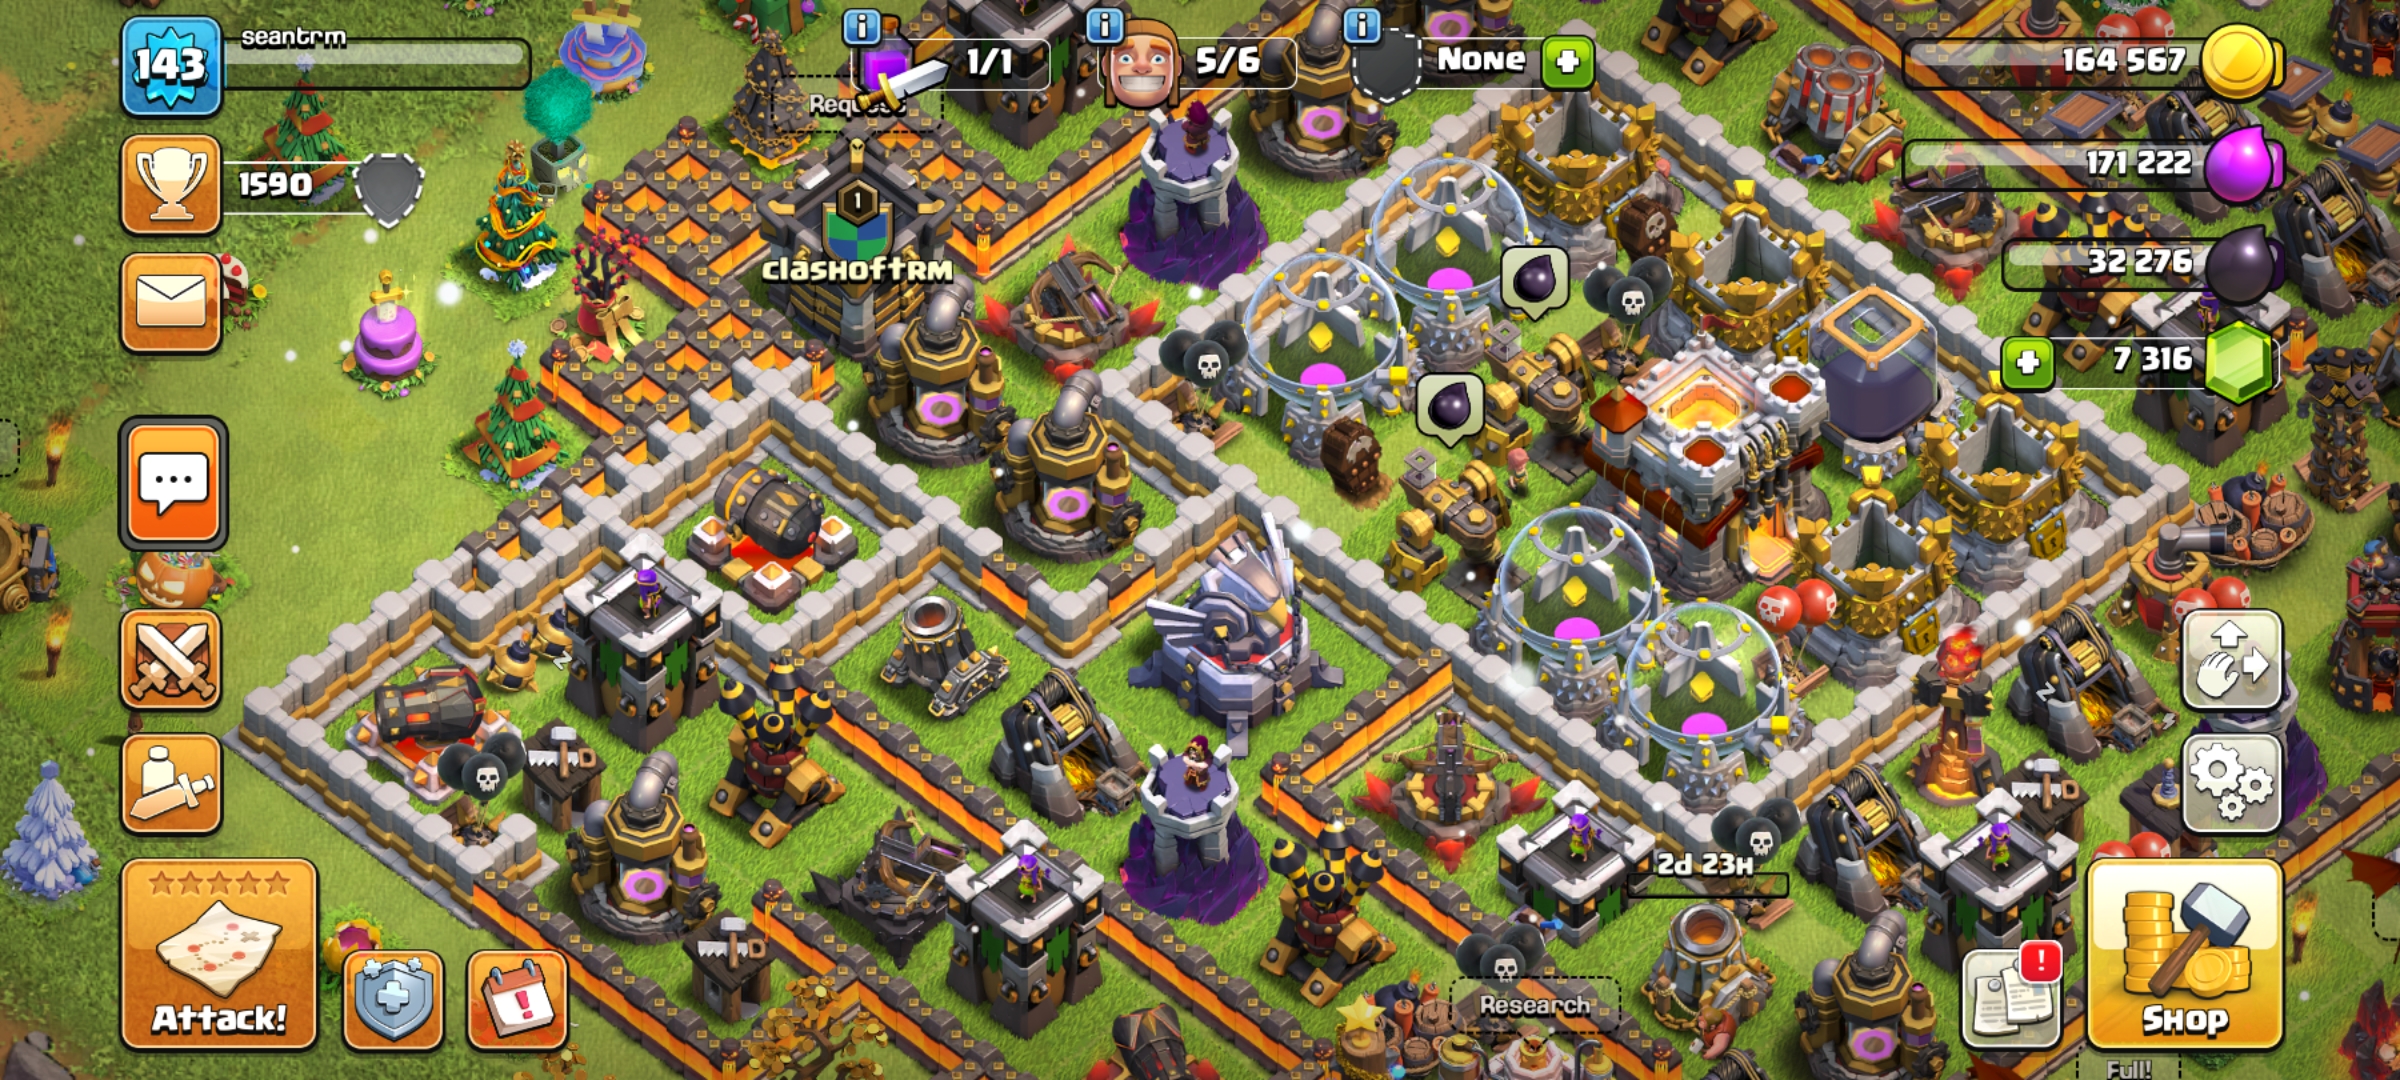 143
seantrm
1/1
5/6
None
164 567
Request
1590
171 222
1
clashoftRM
32 276
7 316
2d 23H
Attack!
Research
Shop
Full!